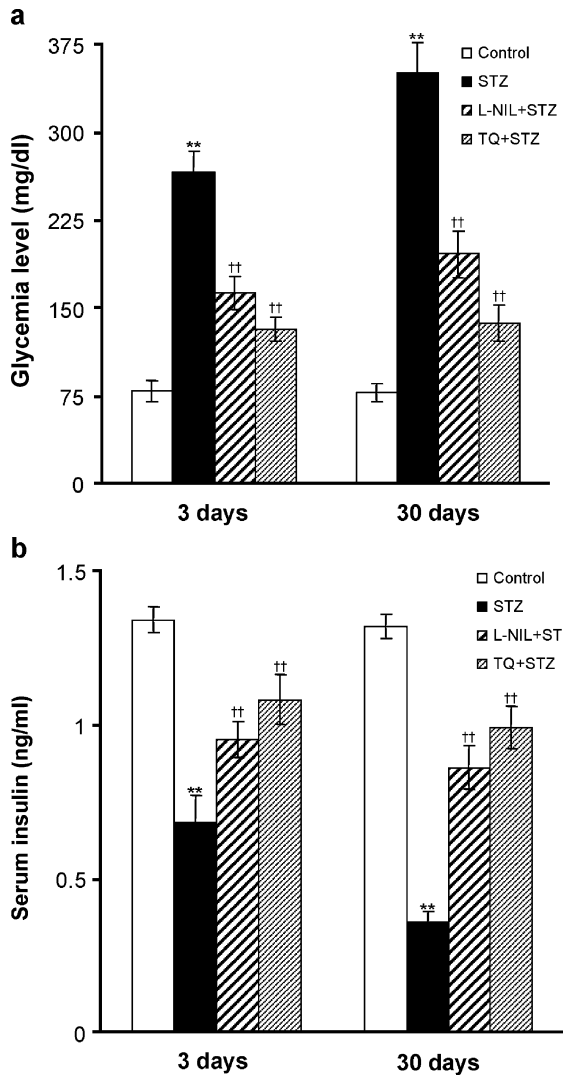 a
Glycemia level (mg/dl)
375
300
225
150
75
0
Control
STZ
L-NIL+STZ
TQ+STZ
**
††
††
**
††
††
3 days
30 days
b
Serum insulin (ng/ml)
1.5
1
0.5
0
Control
STZ
L-NIL+ST
TQ+STZ
**
††
††
**
††
††
3 days
30 days